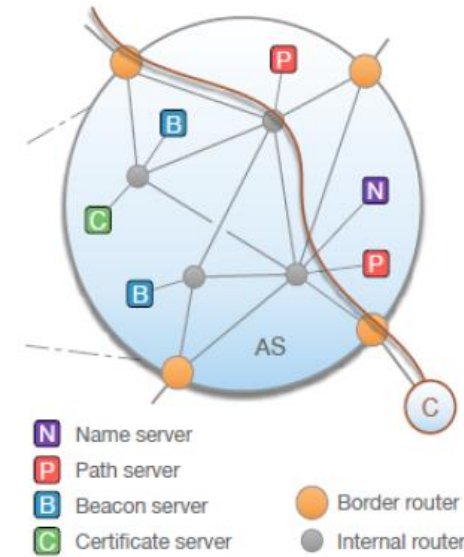 P
B
N
C
P
B
AS
C
N Name server
P Path server
B Beacon server
Border router
C Certificate server
Internal router